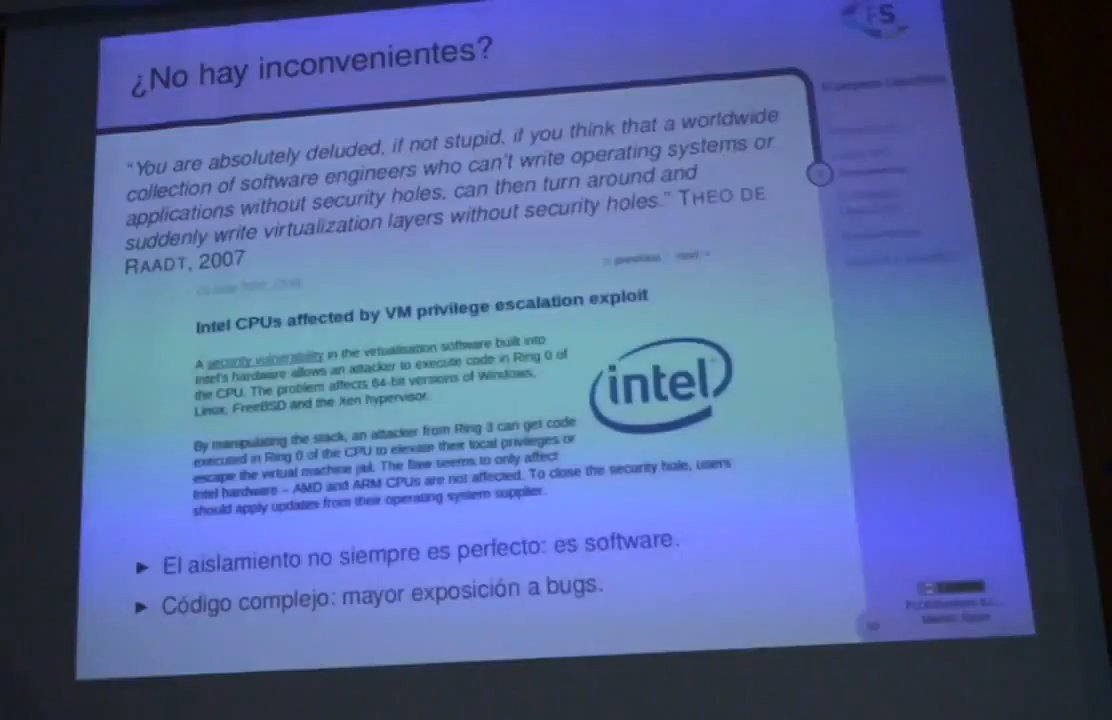 ¿No hay inconvenientes?
"You are absolutely deluded, if not stupid, if you think that a worldwide
collection of software engineers who can't write operating systems or
applications without security holes, can then turn around and
suddenly write virtualization layers without security holes." THEO DE
RAADT, 2007
« previous | next »
Intel CPUs affected by VM privilege escalation exploit
A security vulnerability in the virtualisation software built into
Intel's hardware allows an attacker to execute code in Ring 0 of
the CPU. The problem affects 64-bit versions of Windows,
Linux, FreeBSD and the Xen hypervisor.
intel
By manipulating the stack, an attacker from Ring 3 can get code
executed in Ring 0 of the CPU to elevate their local privileges or
escape the virtual machine jail. The flaw seems to only affect
Intel hardware – AMD and ARM CPUs are not affected. To close the security hole, users
should apply updates from their operating system supplier.
► El aislamiento no siempre es perfecto: es software.
► Código complejo: mayor exposición a bugs.